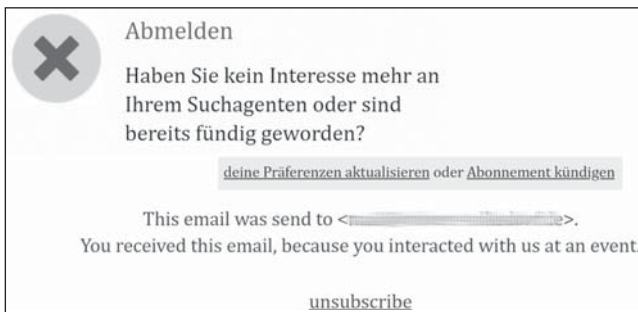 Abmelden
Haben Sie kein Interesse mehr an
Ihrem Suchagenten oder sind
bereits fündig geworden?
deine Präferenzen aktualisieren oder Abonnement kündigen
This email was send to <e>.
You received this email, because you interacted with us at an event.
unsubscribe